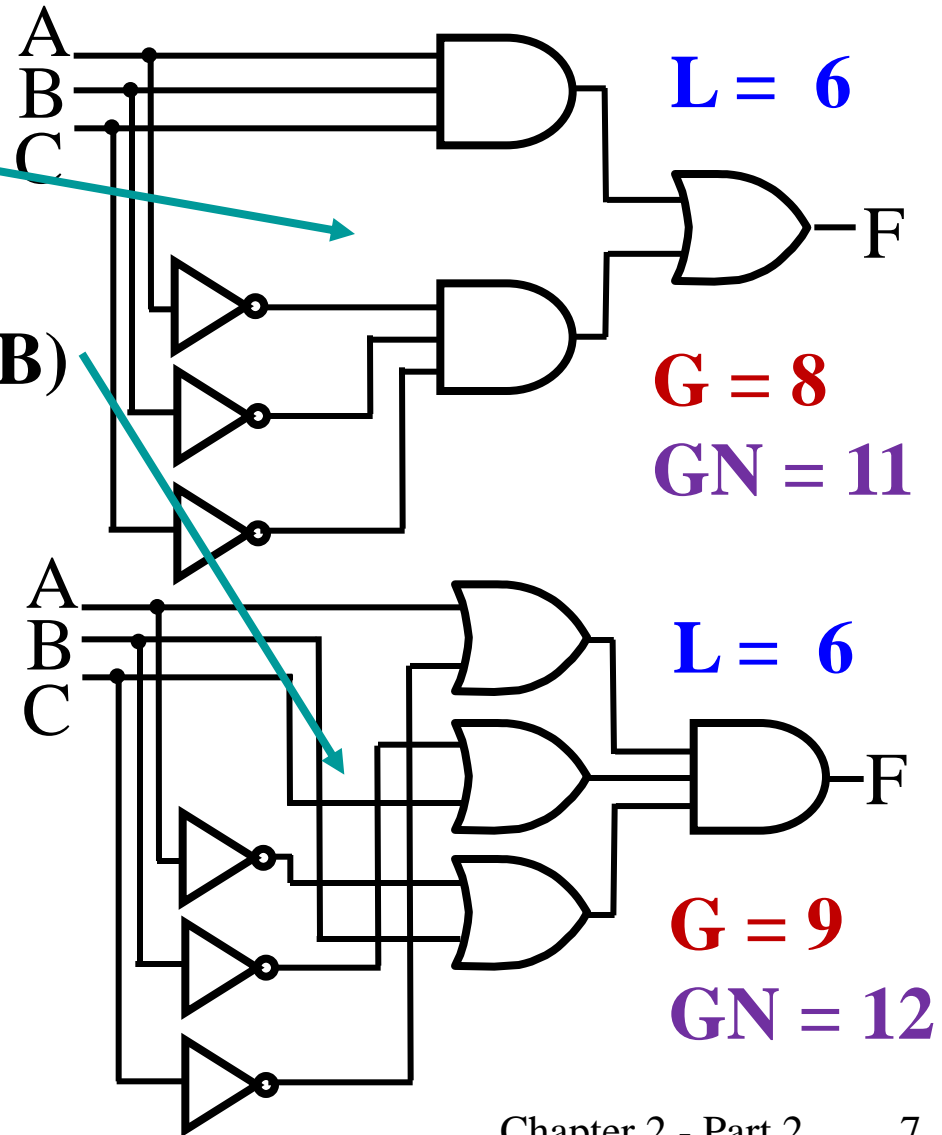 A
B
C
L = 6
F
B)
G = 8
GN = 11
A
B
C
L = 6
F
G = 9
GN = 12
Chapter 2 - Part 2 7